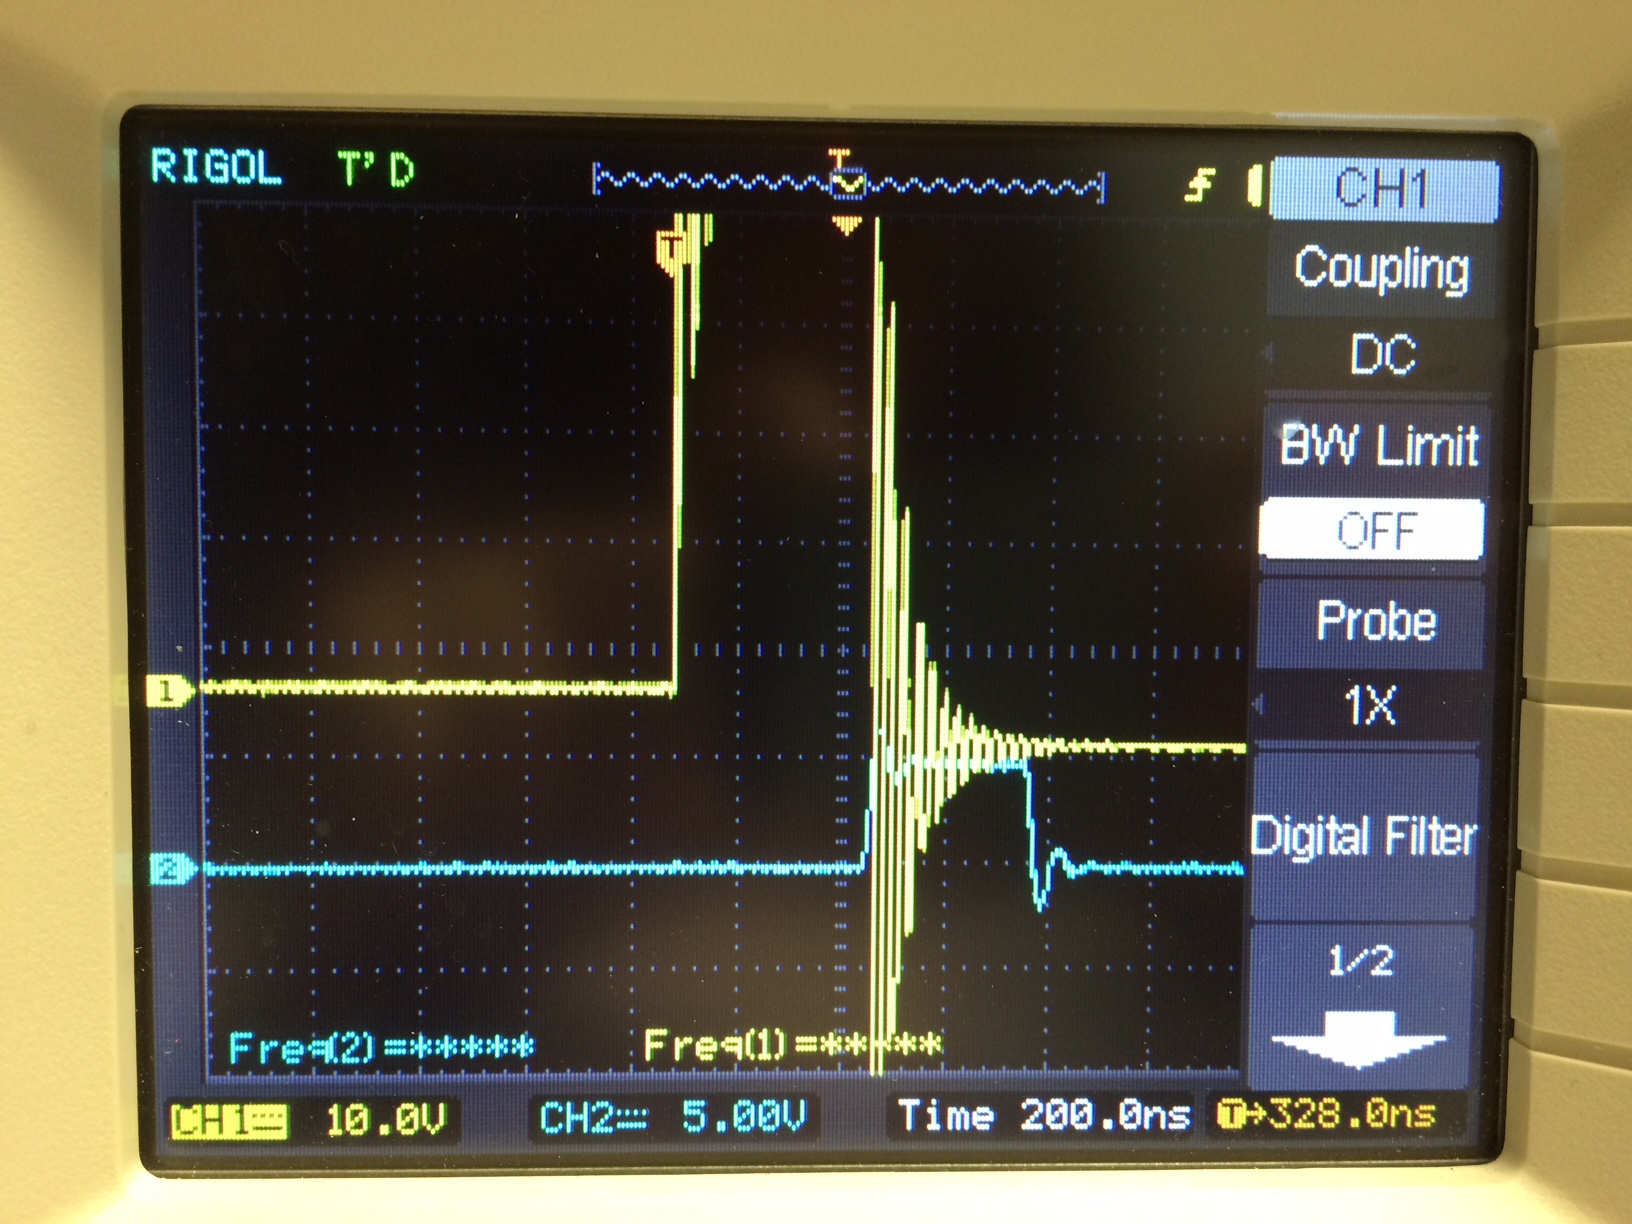 RIGOL T'D T CH1
T
Coupling
DC
BW Limit
OFF
Probe
1
1X
Digital Filter
2
1/2
Freq(2)=***** Freq(1)=*****
CH1 10.0V CH2 5.00V Time 200.0ns T→328.0ns